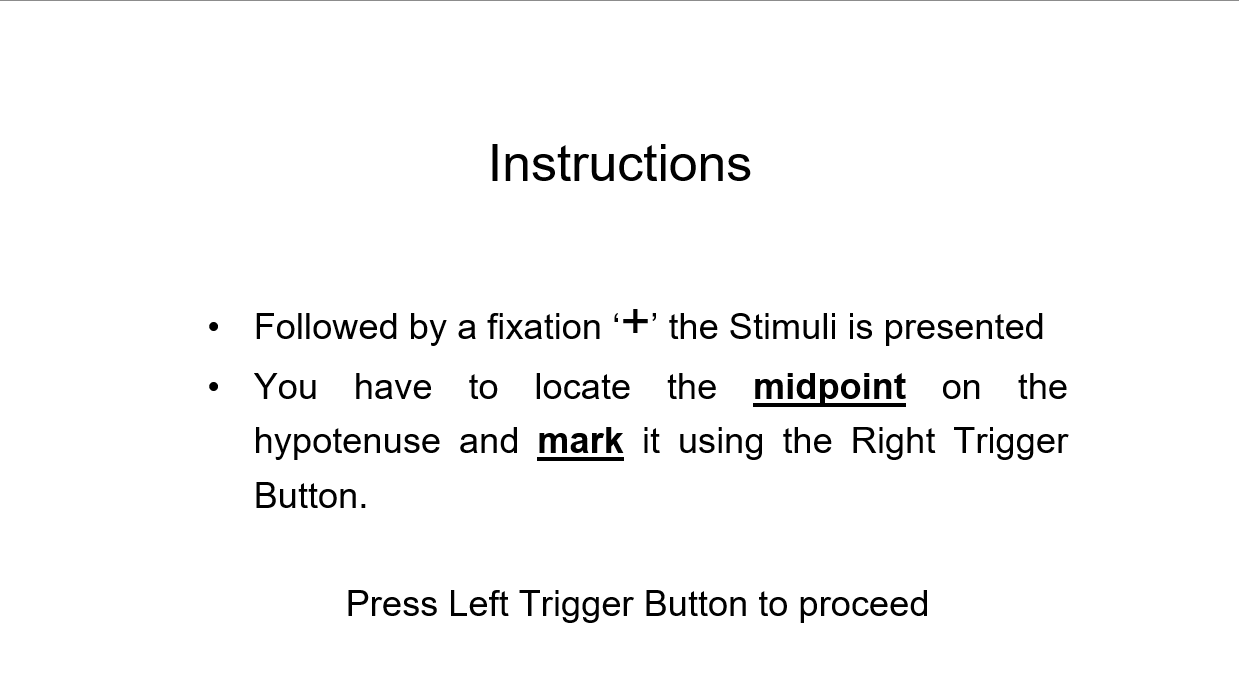 Instructions
• Followed by a fixation ‘+’ the Stimuli is presented
• You have to locate the midpoint on the
hypotenuse and mark it using the Right Trigger
Button.
Press Left Trigger Button to proceed